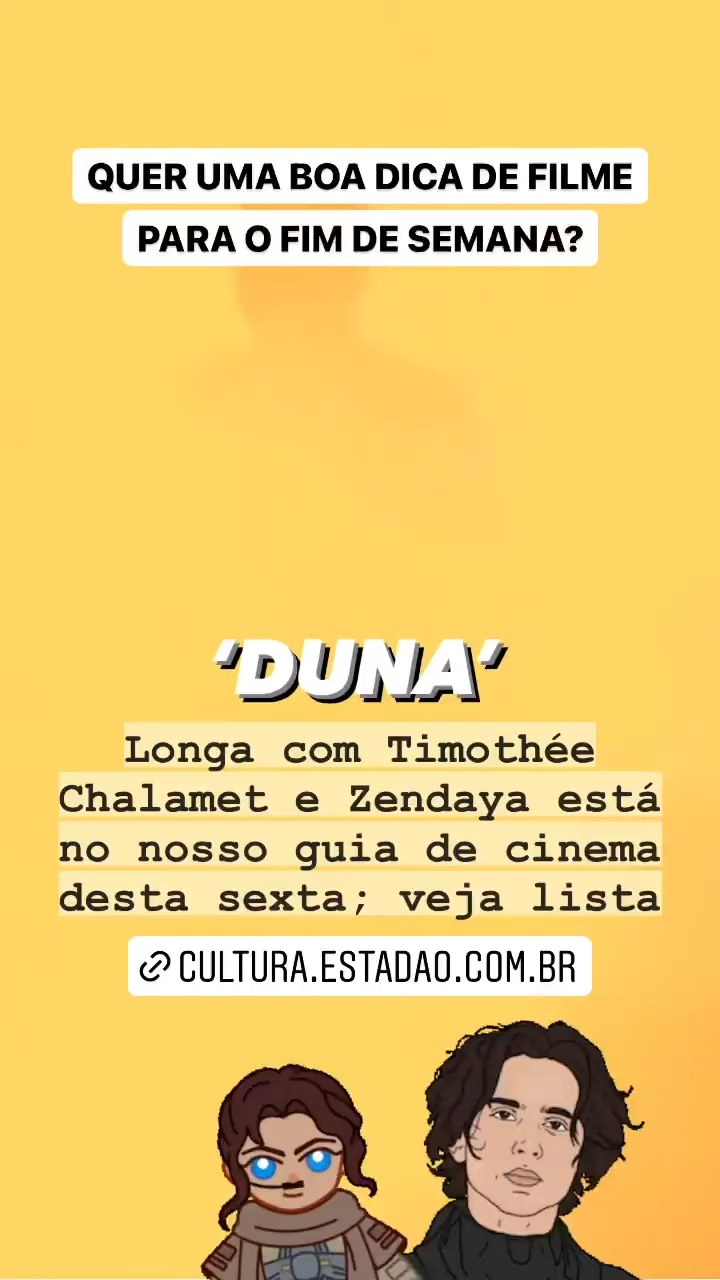 QUER UMA BOA DICA DE FILME
PARA O FIM DE SEMANA?
‘DUNA’
Longa com Timothée
Chalamet e Zendaya está
no nosso guia de cinema
desta sexta; veja lista
CULTURA.ESTADAO.COM.BR